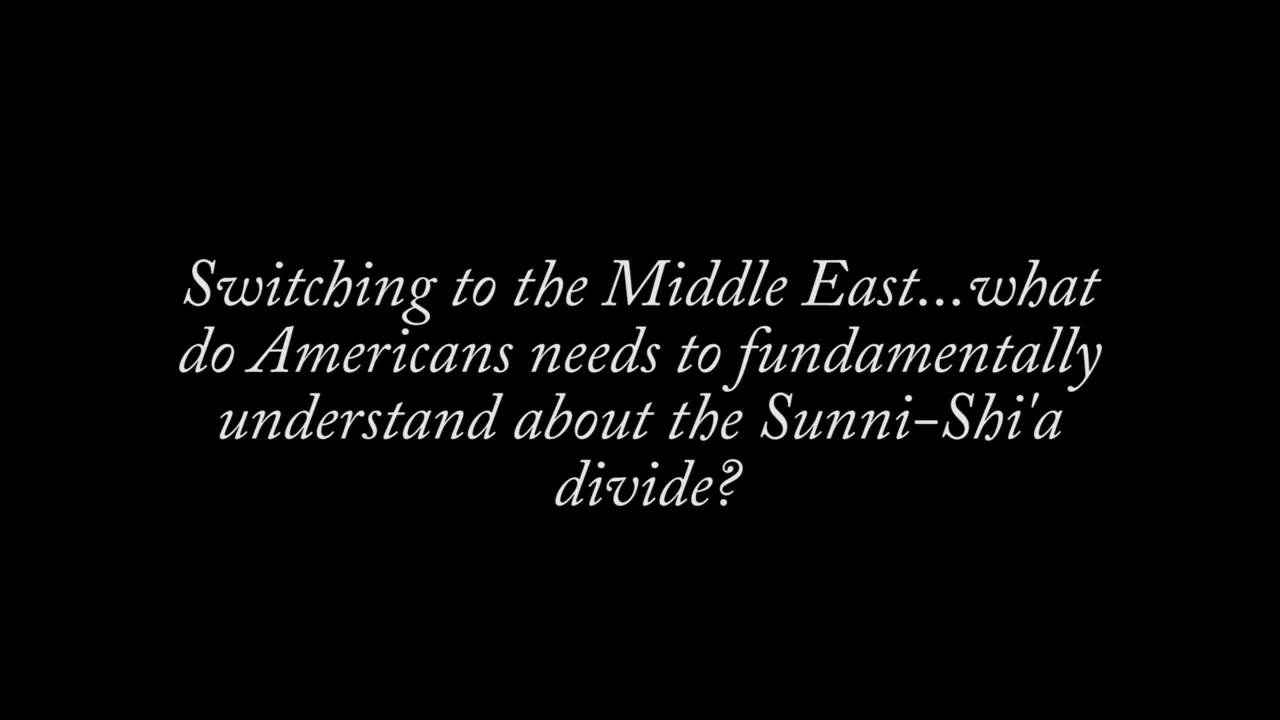 Switching to the Middle East...what
do Americans needs to fundamentally
understand about the Sunni-Shi'a
divide?